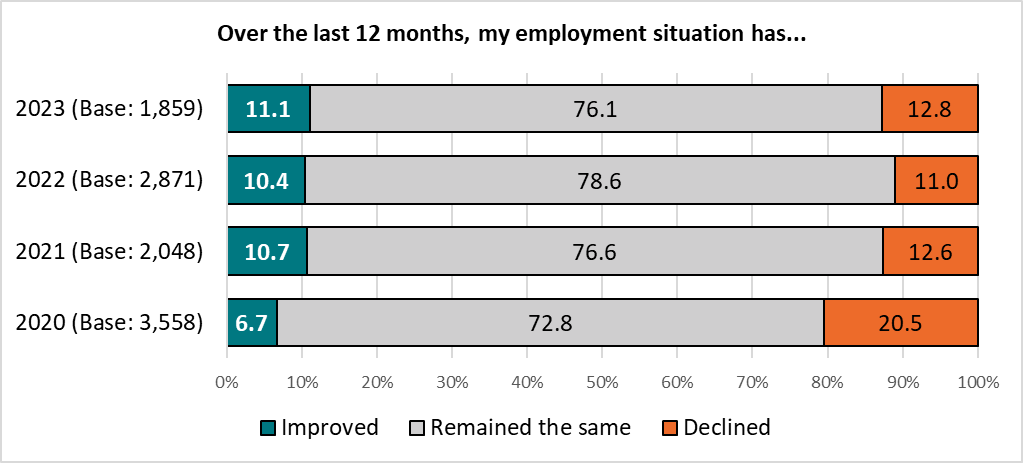 Over the last 12 months, my employment situation has...
2023 (Base: 1,859) 11.1 76.1 12.8
2022 (Base: 2,871) 10.4 78.6 11.0
2021 (Base: 2,048) 10.7 76.6 12.6
2020 (Base: 3,558) 6.7 72.8 20.5
0% 10% 20% 30% 40% 50% 60% 70% 80% 90% 100%
Improved Remained the same Declined